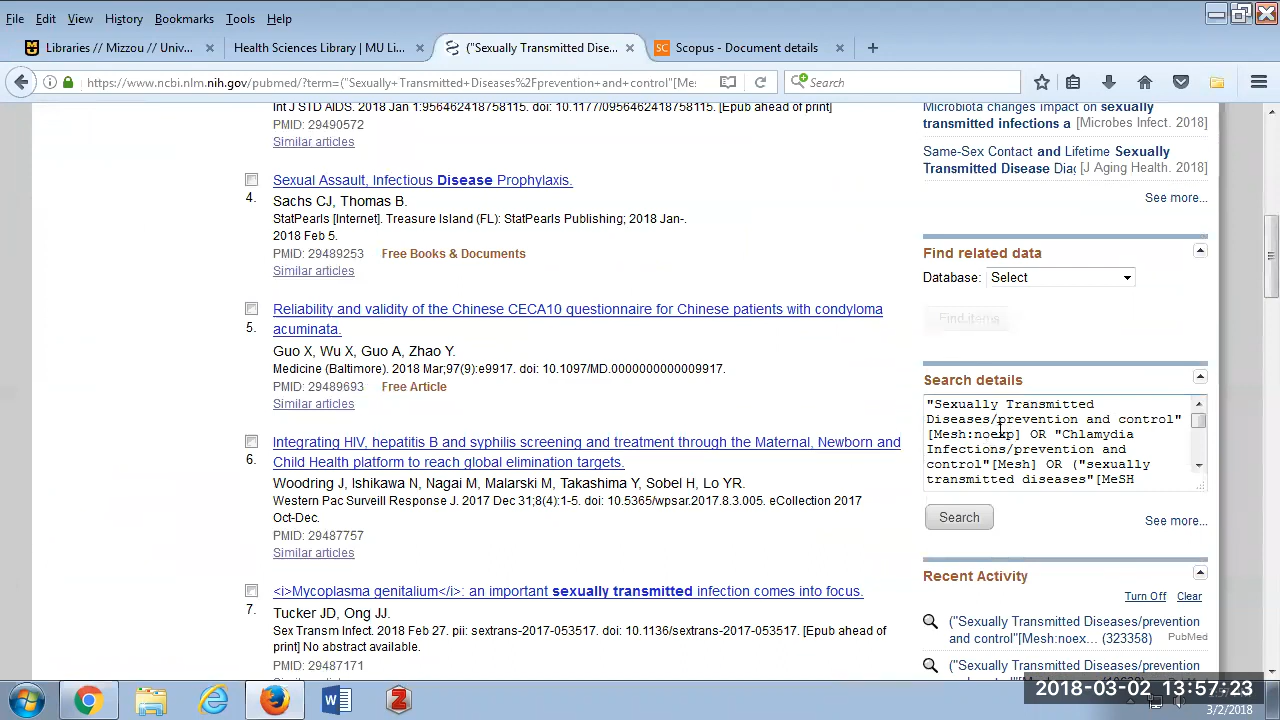 File Edit View History Bookmarks Tools Help
Libraries // Mizzou // Univ... × Health Sciences Library | MU Li... × ("Sexually Transmitted Dise... × SC Scopus - Document details × +
https://www.ncbi.nlm.nih.gov/pubmed/?term=("Sexually+Transmitted+Diseases%2Fprevention+and+control"[Me: Search
Int J STD AIDS. 2018 Jan 1:956462418758115. doi: 10.1177/0956462418758115. [Epub ahead of print]
PMID: 29490572
Similar articles
Sexual Assault, Infectious Disease Prophylaxis.
4. Sachs CJ, Thomas B.
StatPearls [Internet]. Treasure Island (FL): StatPearls Publishing; 2018 Jan-.
2018 Feb 5.
PMID: 29489253 Free Books & Documents
Similar articles
Reliability and validity of the Chinese CECA10 questionnaire for Chinese patients with condyloma
5. acuminata.
Guo X, Wu X, Guo A, Zhao Y.
Medicine (Baltimore). 2018 Mar;97(9):e9917. doi: 10.1097/MD.0000000000009917.
PMID: 29489693 Free Article
Similar articles
Integrating HIV, hepatitis B and syphilis screening and treatment through the Maternal, Newborn and
6. Child Health platform to reach global elimination targets.
Woodring J, Ishikawa N, Nagai M, Malarski M, Takashima Y, Sobel H, Lo YR.
Western Pac Surveill Response J. 2017 Dec 31;8(4):1-5. doi: 10.5365/wpsar.2017.8.3.005. eCollection 2017
Oct-Dec.
PMID: 29487757
Similar articles
<i>Mycoplasma genitalium</i>: an important sexually transmitted infection comes into focus.
7. Tucker JD, Ong JJ.
Sex Transm Infect. 2018 Feb 27. pii: sextrans-2017-053517. doi: 10.1136/sextrans-2017-053517. [Epub ahead of
print] No abstract available.
PMID: 29487171
Microbiota changes impact on sexually
transmitted infections a [Microbes Infect. 2018]
Same-Sex Contact and Lifetime Sexually
Transmitted Disease Diag [J Aging Health. 2018]
See more...
Find related data
Database: Select
Find items
Search details
"Sexually Transmitted
Diseases/prevention and control"
[Mesh:noexp] OR "Chlamydia
Infections/prevention and
control"[Mesh] OR ("sexually
transmitted diseases"[MeSH
Search
See more...
Recent Activity
Turn Off Clear
("Sexually Transmitted Diseases/prevention
and control"[Mesh:noex... (323358) PubMed
("Sexually Transmitted Diseases/prevention
2018-03-02 13:57:23
3/2/2018